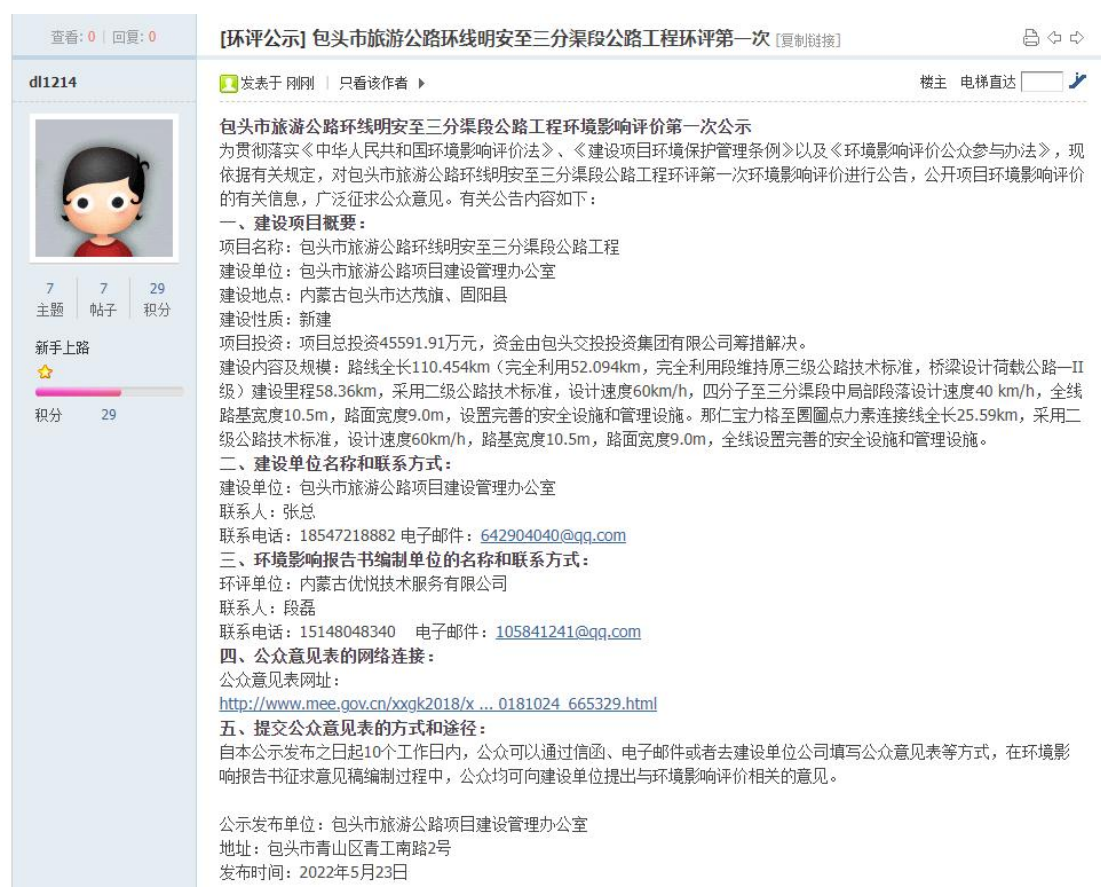 查看: 0 | 回复: 0
[环评公示] 包头市旅游公路环线明安至三分渠段公路工程环评第一次 [复制链接]
dl1214
发表于 刚刚 | 只看该作者
楼主 电梯直达
7 7 29
主题 帖子 积分
新手上路
积分 29
包头市旅游公路环线明安至三分渠段公路工程环境影响评价第一次公示
为贯彻落实《中华人民共和国环境影响评价法》、《建设项目环境保护管理条例》以及《环境影响评价公众参与办法》，现
依据有关规定，对包头市旅游公路环线明安至三分渠段公路工程环评第一次环境影响评价进行公告，公开项目环境影响评价
的有关信息，广泛征求公众意见。有关公告内容如下：
一、建设项目概要：
项目名称：包头市旅游公路环线明安至三分渠段公路工程
建设单位：包头市旅游公路项目建设管理办公室
建设地点：内蒙古包头市达茂旗、固阳县
建设性质：新建
项目投资：项目总投资45591.91万元，资金由包头交投投资集团有限公司筹措解决。
建设内容及规模：路线全长110.454km（完全利用52.094km，完全利用段维持原三级公路技术标准，桥梁设计荷载公路—II
级）建设里程58.36km，采用二级公路技术标准，设计速度60km/h，四分子至三分渠段中局部段落设计速度40 km/h，全线
路基宽度10.5m，路面宽度9.0m，设置完善的安全设施和管理设施。那仁宝力格至圐圙点力素连接线全长25.59km，采用二
级公路技术标准，设计速度60km/h，路基宽度10.5m，路面宽度9.0m，全线设置完善的安全设施和管理设施。
二、建设单位名称和联系方式：
建设单位：包头市旅游公路项目建设管理办公室
联系人：张总
联系电话：18547218882 电子邮件：642904040@qq.com
三、环境影响报告书编制单位的名称和联系方式：
环评单位：内蒙古优悦技术服务有限公司
联系人：段磊
联系电话：15148048340 电子邮件：105841241@qq.com
四、公众意见表的网络连接：
公众意见表网址：
http://www.mee.gov.cn/xxgk2018/x ... 0181024_665329.html
五、提交公众意见表的方式和途径：
自本公示发布之日起10个工作日内，公众可以通过信函、电子邮件或者去建设单位公司填写公众意见表等方式，在环境影
响报告书征求意见稿编制过程中，公众均可向建设单位提出与环境影响评价相关的意见。
公示发布单位：包头市旅游公路项目建设管理办公室
地址：包头市青山区青工南路2号
发布时间：2022年5月23日